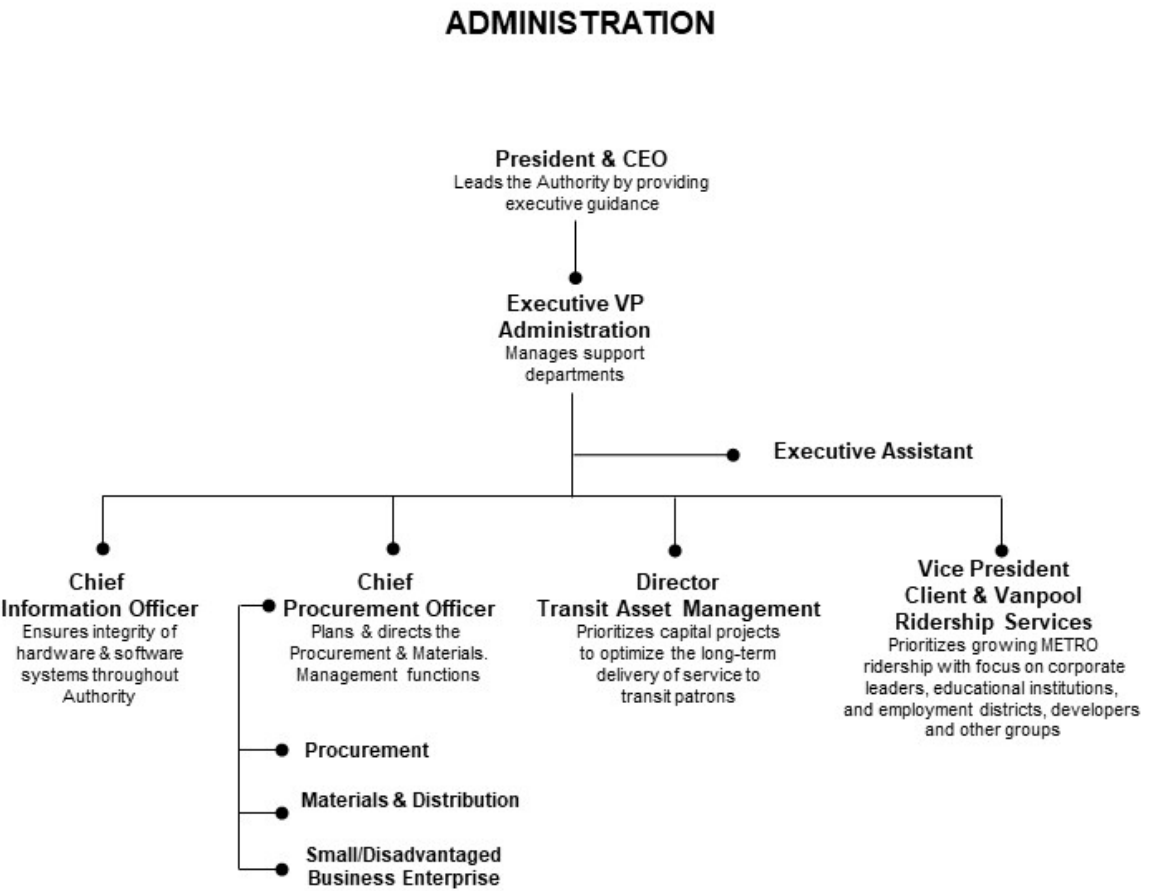 ADMINISTRATION
President & CEO
Leads the Authority by providing
executive guidance
Executive VP
Administration
Manages support
departments
Executive Assistant
Chief
Information Officer
Ensures integrity of
hardware & software
systems throughout
Authority
Chief
Procurement Officer
Plans & directs the
Procurement & Materials.
Management functions
Procurement
Materials & Distribution
Small/Disadvantaged
Business Enterprise
Director
Transit Asset Management
Prioritizes capital projects
to optimize the long-term
delivery of service to
transit patrons
Vice President
Client & Vanpool
Ridership Services
Prioritizes growing METRO
ridership with focus on corporate
leaders, educational institutions,
and employment districts, developers
and other groups